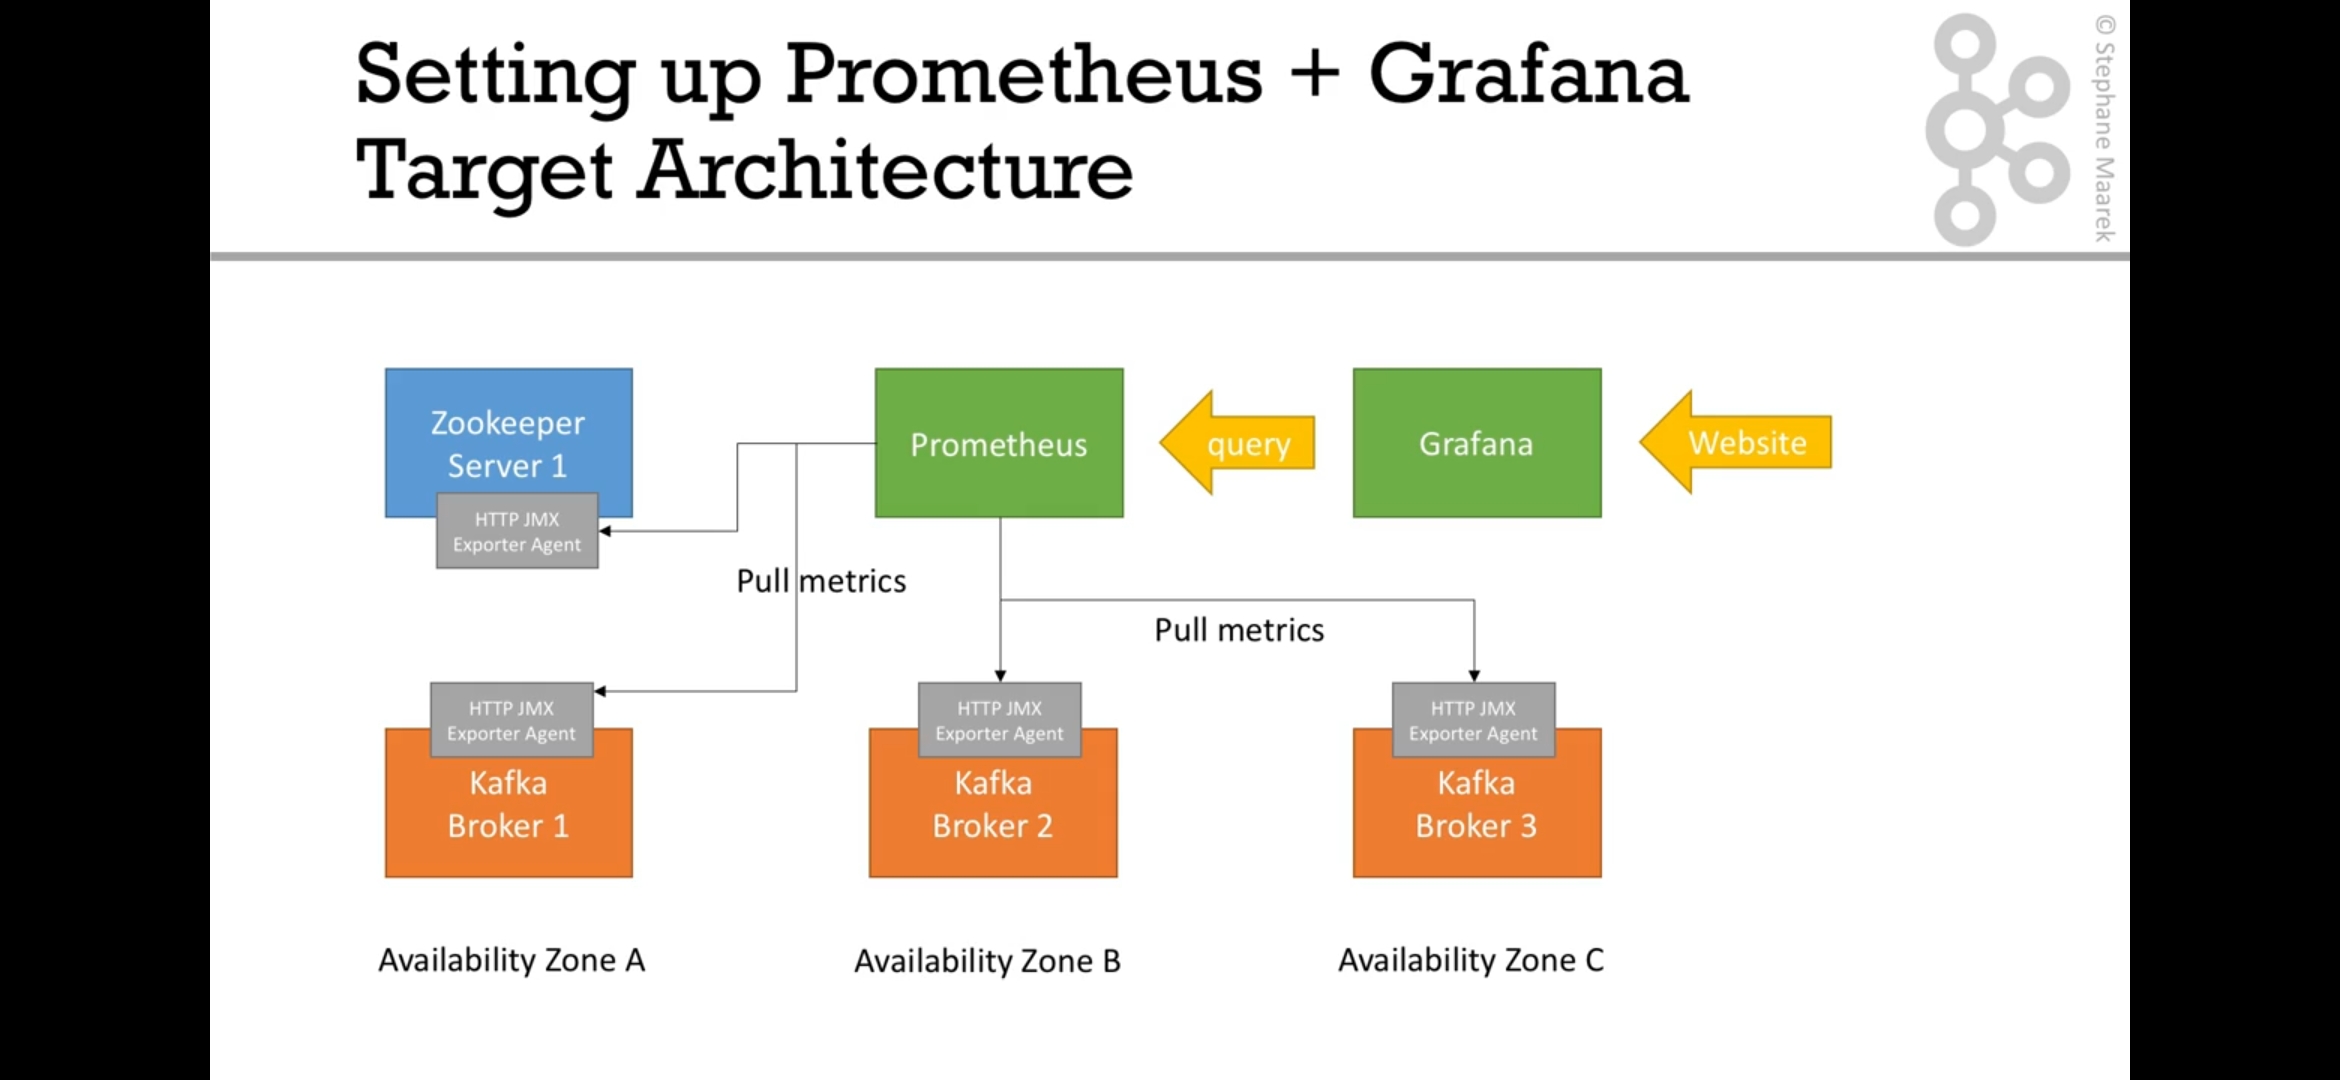 Setting up Prometheus + Grafana
Target Architecture
© Stephane Maarek
Zookeeper
Server 1
HTTP JMX
Exporter Agent
Prometheus
query
Grafana
Website
Pull metrics
Pull metrics
HTTP JMX
Exporter Agent
Kafka
Broker 1
HTTP JMX
Exporter Agent
Kafka
Broker 2
HTTP JMX
Exporter Agent
Kafka
Broker 3
Availability Zone A
Availability Zone B
Availability Zone C